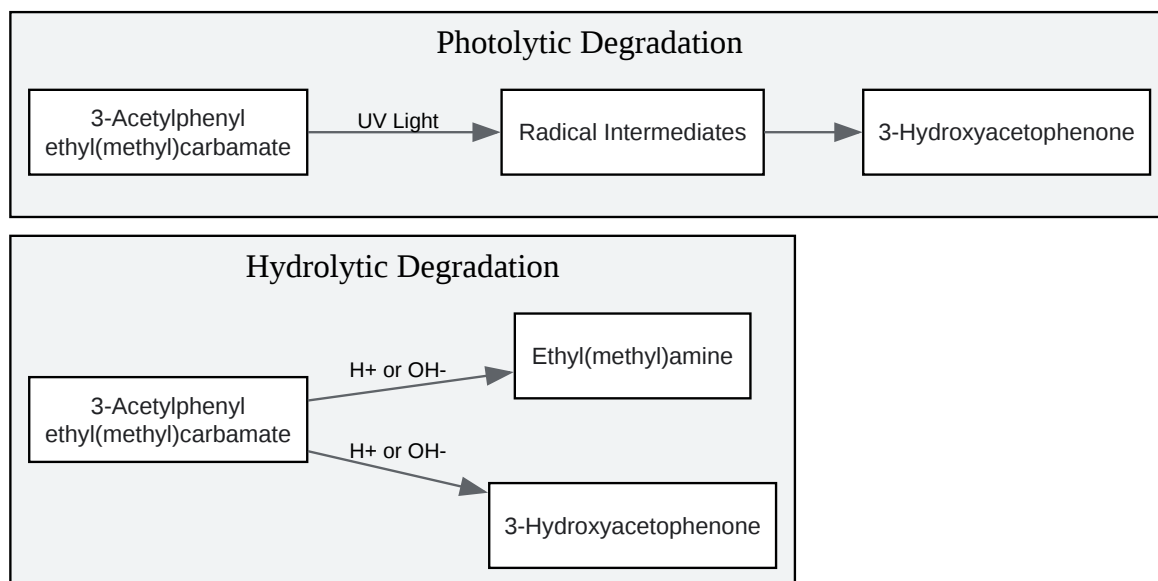 Photolytic Degradation
3-Acetylphenyl
ethyl(methyl)carbamate
UV Light
Radical Intermediates
3-Hydroxyacetophenone
Hydrolytic Degradation
3-Acetylphenyl
ethyl(methyl)carbamate
H+ or OH-
Ethyl(methyl)amine
H+ or OH-
3-Hydroxyacetophenone